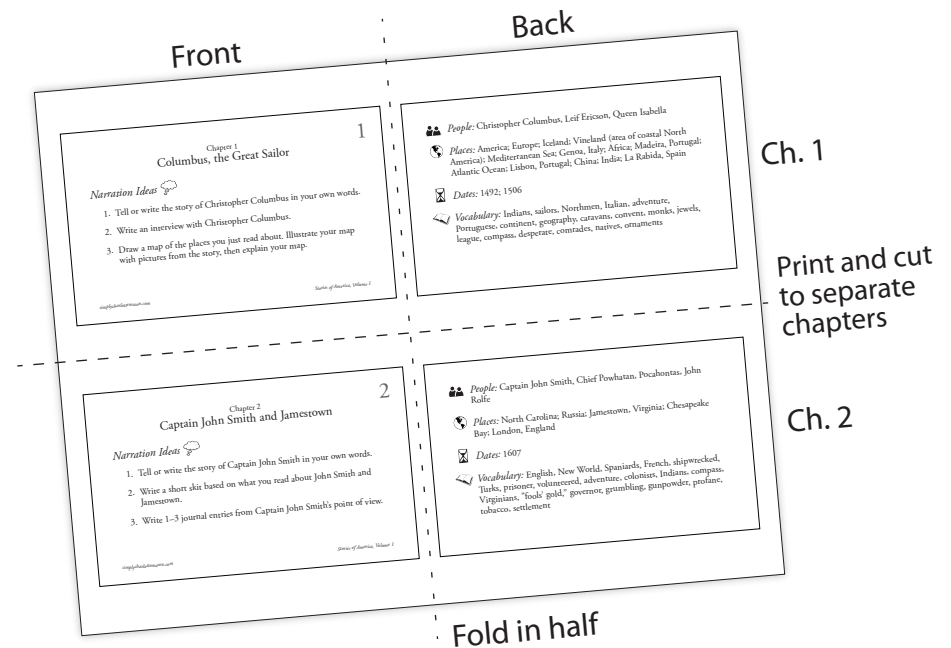 Front
Back
1
Chapter 1
Columbus, the Great Sailor
Narration Ideas
1. Tell or write the story of Christopher Columbus in your own words.
2. Write an interview with Christopher Columbus.
3. Draw a map of the places you just read about. Illustrate your map
with pictures from the story, then explain your map.
simplycharlottemason.com
Stories of America, Volume 1
People: Christopher Columbus, Leif Ericson, Queen Isabella
Places: America; Europe; Iceland; Vineland (area of coastal North
America); Mediterranean Sea; Genoa, Italy; Africa; Madeira, Portugal;
Atlantic Ocean; Lisbon, Portugal; China; India; La Rabida, Spain
Dates: 1492; 1506
Vocabulary: Indians, sailors, Northmen, Italian, adventure,
Portuguese, continent, geography, caravans, convent, monks, jewels,
league, compass, desperate, comrades, natives, ornaments
Ch. 1
Print and cut
to separate
chapters
2
Chapter 2
Captain John Smith and Jamestown
Narration Ideas
1. Tell or write the story of Captain John Smith in your own words.
2. Write a short skit based on what you read about John Smith and
Jamestown.
3. Write 1–3 journal entries from Captain John Smith's point of view.
simplycharlottemason.com
Stories of America, Volume 1
People: Captain John Smith, Chief Powhatan, Pocahontas, John
Rolfe
Places: North Carolina; Russia; Jamestown, Virginia; Chesapeake
Bay; London, England
Dates: 1607
Vocabulary: English, New World, Spaniards, French, shipwrecked,
Turks, prisoner, volunteered, adventure, colonists, Indians, compass,
Virginians, "fools' gold," governor, grumbling, gunpowder, profane,
tobacco, settlement
Ch. 2
Fold in half